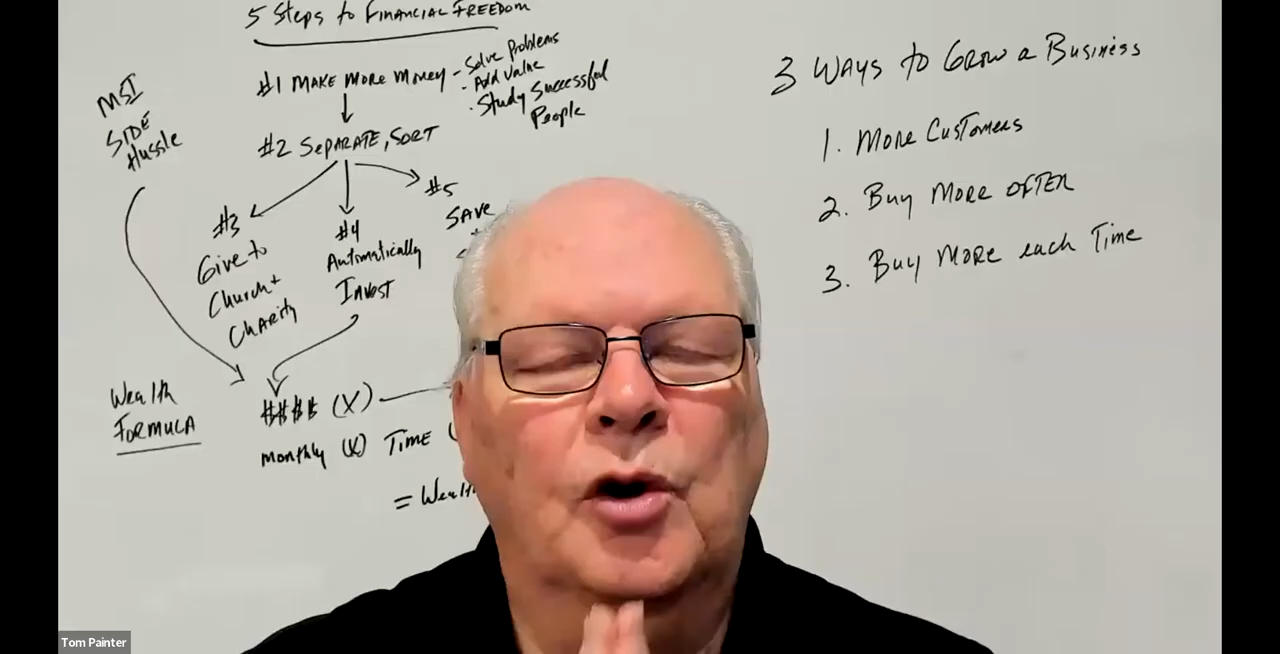 5 Steps to FINANCIAL FREEDOM
#1 MAKE MORE MONEY - Solve Problems
- Add Value
- Study Successful
People
MSI
SIDE
Hussle
#2 SEPARATE, SORT
#3
Give to
Church +
Charity
#4
Automatically
Invest
#5
SAVE
Wealth
FORMULA
$$$$ (X)
monthly (X) TIME
=
3 WAYS to Grow a Business
1. More Customers
2. Buy More OFTEN
3. Buy More each Time
Tom Painter